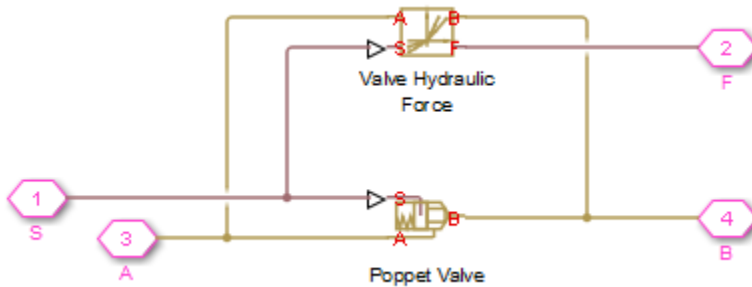 A B
S F
2
F
Valve Hydraulic
Force
1
S
S
B
A
3
A
4
B
Poppet Valve